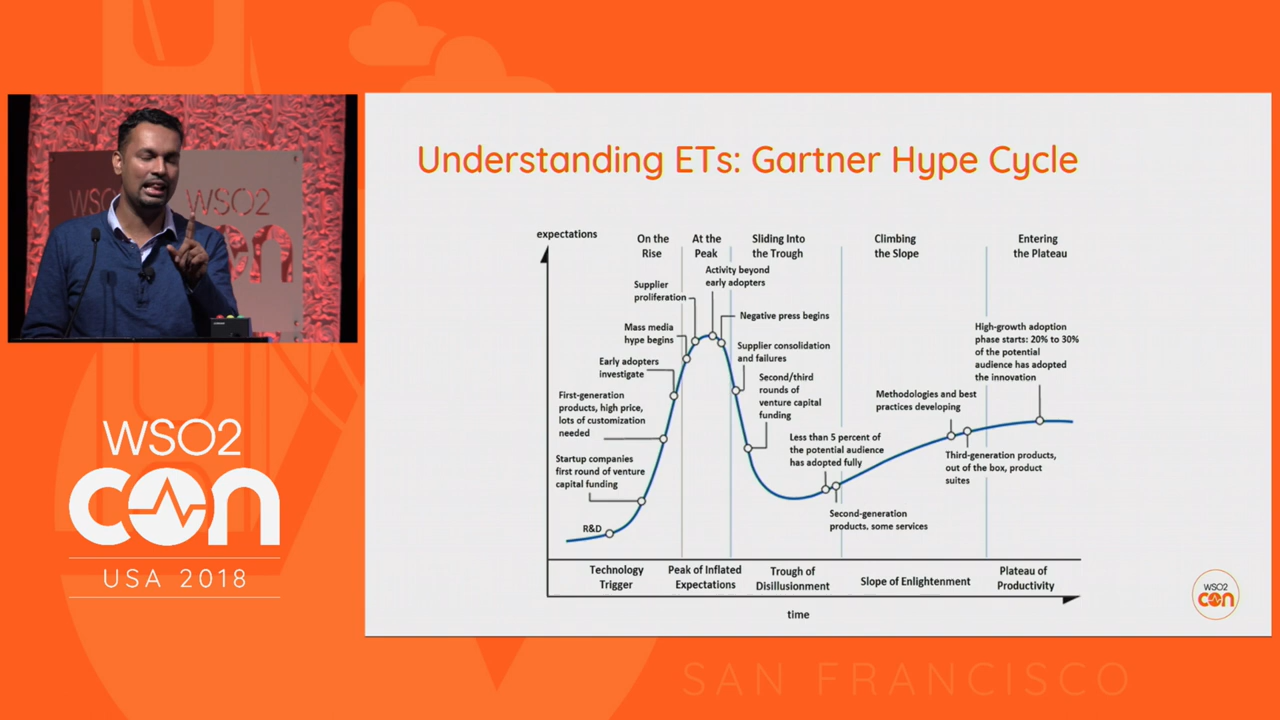 Understanding ETs: Gartner Hype Cycle
WSO2
WSO2
CON
WSO2
CON
USA 2018
expectations
On the
Rise
At the
Peak
Sliding Into
the Trough
Climbing
the Slope
Entering
the Plateau
Activity beyond
early adopters
Supplier
proliferation
Negative press begins
Mass media
hype begins
Supplier consolidation
and failures
Early adopters
investigate
Second/third
rounds of
venture capital
funding
First-generation
products, high price,
lots of customization
needed
High-growth adoption
phase starts: 20% to 30%
of the potential
audience has adopted
the innovation
Methodologies and best
practices developing
Less than 5 percent of
the potential audience
has adopted fully
Startup companies
first round of venture
capital funding
Third-generation products,
out of the box, product
suites
Second-generation
products, some services
R&D
Technology
Trigger
Peak of Inflated
Expectations
Trough of
Disillusionment
Slope of Enlightenment
Plateau of
Productivity
time
WSO2
CON
SAN FRANCISCO